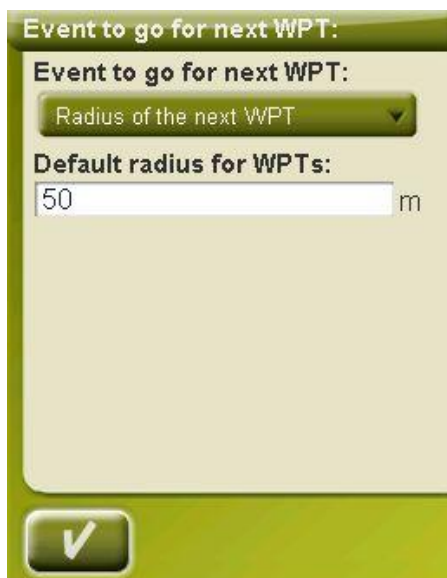 Event to go for next WPT:
Event to go for next WPT:
Radius of the next WPT
Default radius for WPTs:
50 m